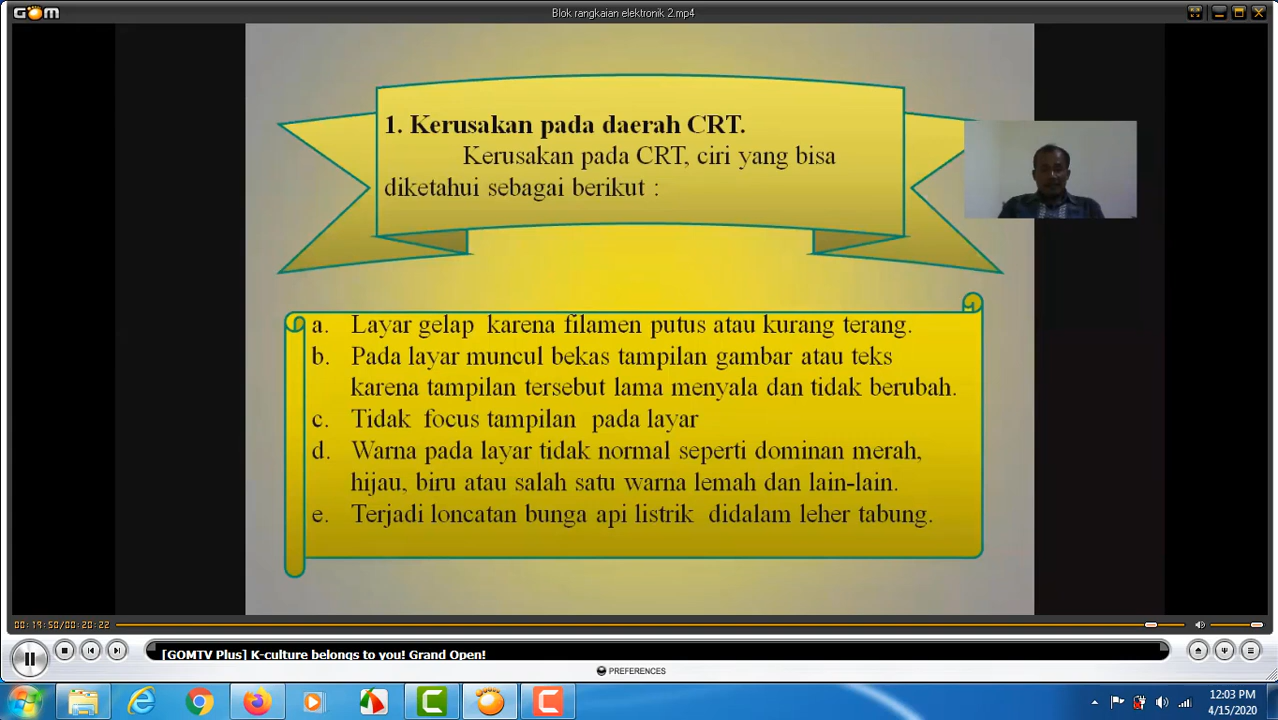 GOM
Blok rangkaian elektronik 2.mp4
1. Kerusakan pada daerah CRT.
Kerusakan pada CRT, ciri yang bisa
diketahui sebagai berikut :
a. Layar gelap karena filamen putus atau kurang terang.
b. Pada layar muncul bekas tampilan gambar atau teks
karena tampilan tersebut lama menyala dan tidak berubah.
c. Tidak focus tampilan pada layar
d. Warna pada layar tidak normal seperti dominan merah,
hijau, biru atau salah satu warna lemah dan lain-lain.
e. Terjadi loncatan bunga api listrik didalam leher tabung.
00:19:50/00:20:22
[GOMTV Plus] K-culture belongs to you! Grand Open!
PREFERENCES
12:03 PM
4/15/2020